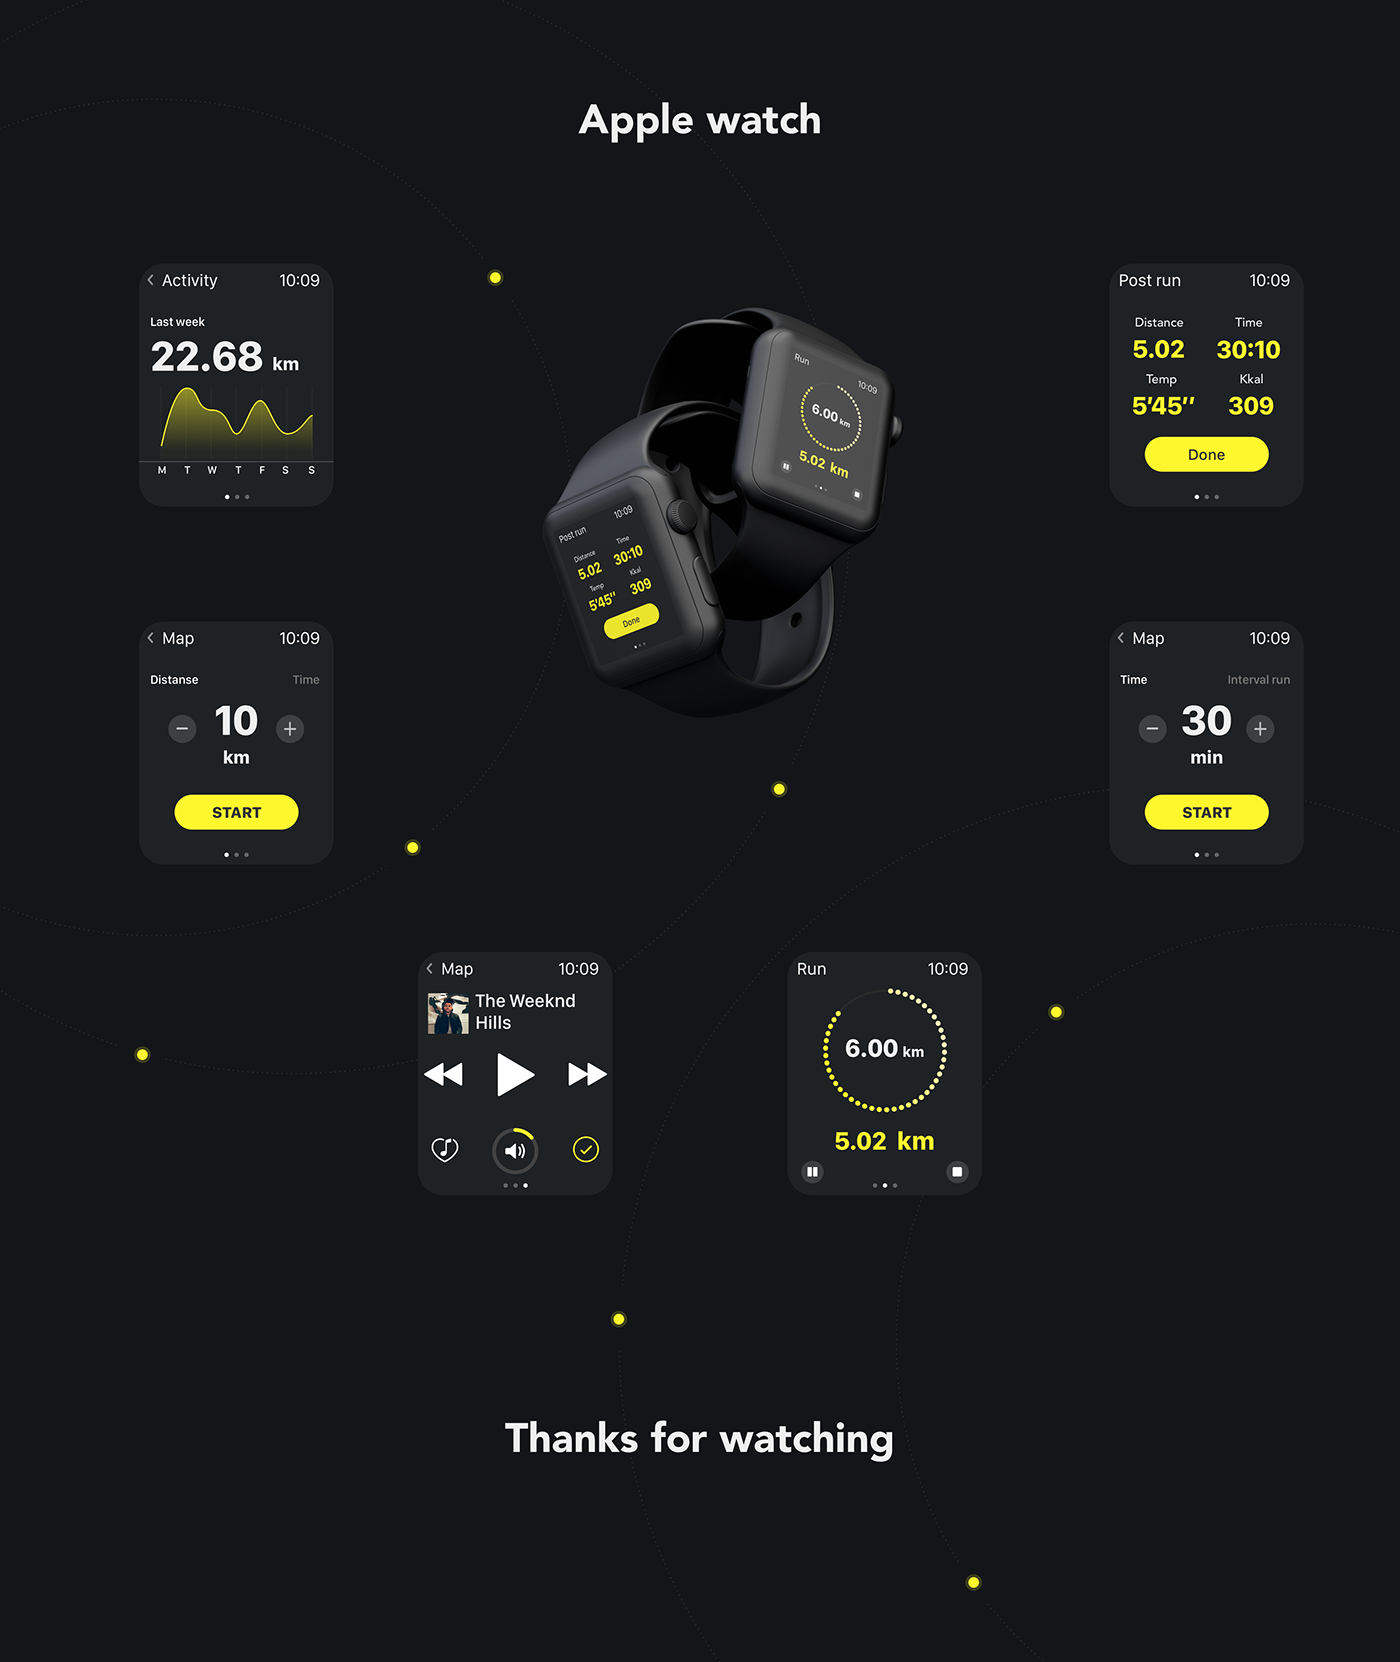 Apple watch
Activity 10:09
Last week
22.68 km
M T W T F S S
Post run 10:09
Distance Time
5.02 30:10
Temp Kkal
5'45'' 309
Done
Run
10:09
6.00 km
5.02 km
Post run 10:09
Distance Time
5.02 30:10
Temp Kkal
5'45'' 309
Done
Map 10:09
Distanse Time
10
km
START
Map 10:09
Time Interval run
30
min
START
Map 10:09
The Weeknd
Hills
Run 10:09
6.00 km
5.02 km
Thanks for watching